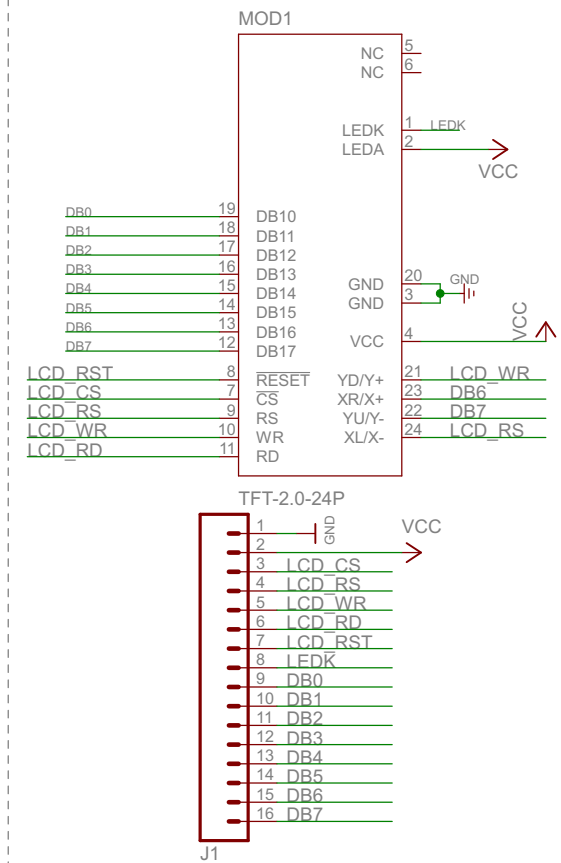 MOD1
NC 5
NC 6
LEDK 1 LEDK
LEDA 2
VCC
DB0 19 DB10
DB1 18 DB11
DB2 17 DB12
DB3 16 DB13
DB4 15 DB14 GND 20 GND
DB5 14 DB15 GND 3
DB6 13 DB16 VCC
DB7 12 DB17 VCC 4
LCD_RST 8 RESET YD/Y+ 21 LCD_WR
LCD_CS 7 CS XR/X+ 23 DB6
LCD_RS 9 RS YU/Y- 22 DB7
LCD_WR 10 WR XL/X- 24 LCD_RS
LCD_RD 11 RD
TFT-2.0-24P
1 GND
2 VCC
3 LCD_CS
4 LCD_RS
5 LCD_WR
6 LCD_RD
7 LCD_RST
8 LEDK
9 DB0
10 DB1
11 DB2
12 DB3
13 DB4
14 DB5
15 DB6
16 DB7
J1